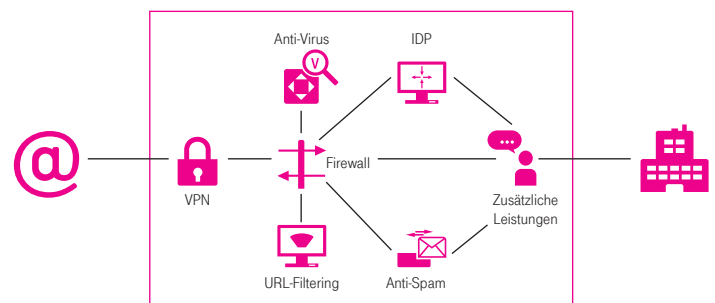 Anti-Virus
IDP
V
@
Firewall
VPN
Zusätzliche
Leistungen
URL-Filtering
Anti-Spam